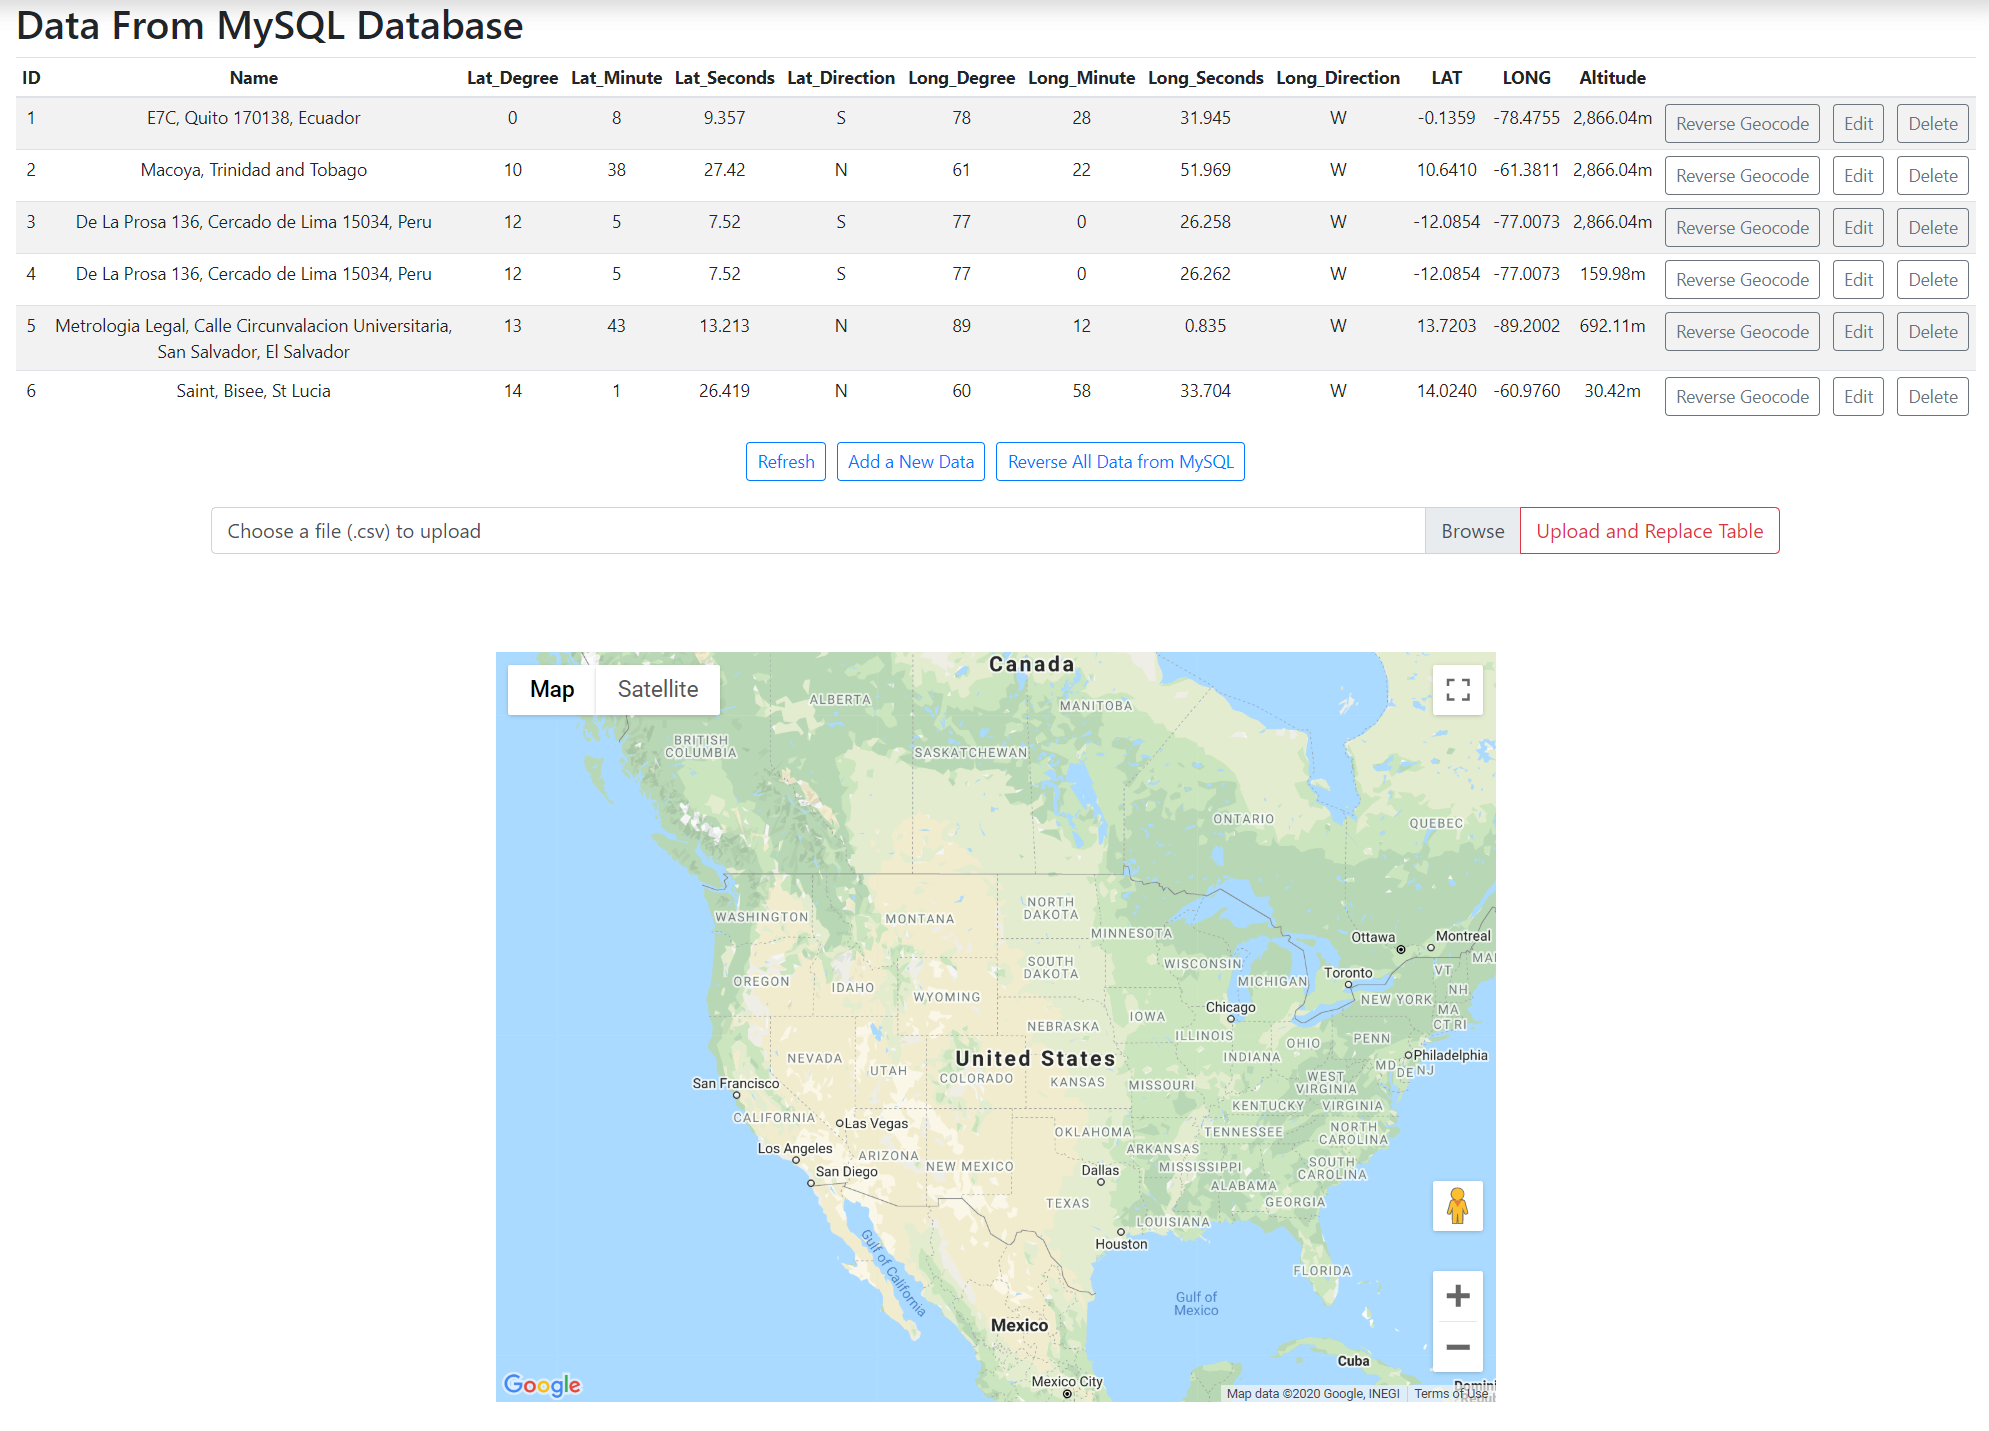 Data From MySQL Database
ID Name Lat_Degree Lat_Minute Lat_Seconds Lat_Direction Long_Degree Long_Minute Long_Seconds Long_Direction LAT LONG Altitude
1 E7C, Quito 170138, Ecuador 0 8 9.357 S 78 28 31.945 W -0.1359 -78.4755 2,866.04m Reverse Geocode Edit Delete
2 Macoya, Trinidad and Tobago 10 38 27.42 N 61 22 51.969 W 10.6410 -61.3811 2,866.04m Reverse Geocode Edit Delete
3 De La Prosa 136, Cercado de Lima 15034, Peru 12 5 7.52 S 77 0 26.258 W -12.0854 -77.0073 2,866.04m Reverse Geocode Edit Delete
4 De La Prosa 136, Cercado de Lima 15034, Peru 12 5 7.52 S 77 0 26.262 W -12.0854 -77.0073 159.98m Reverse Geocode Edit Delete
5 Metrologia Legal, Calle Circunvalacion Universitaria, 13 43 13.213 N 89 12 0.835 W 13.7203 -89.2002 692.11m Reverse Geocode Edit Delete
San Salvador, El Salvador
6 Saint, Bisee, St Lucia 14 1 26.419 N 60 58 33.704 W 14.0240 -60.9760 30.42m Reverse Geocode Edit Delete
Refresh Add a New Data Reverse All Data from MySQL
Choose a file (.csv) to upload Browse Upload and Replace Table
Canada
Map Satellite
ALBERTA
MANITOBA
BRITISH
COLUMBIA
SASKATCHEWAN
ONTARIO
QUEBEC
NORTH
DAKOTA
WASHINGTON
MONTANA
MINNESOTA
Ottawa
Montreal
MA
SOUTH
DAKOTA
WISCONSIN
VT
Toronto
OREGON
IDAHO
MICHIGAN
NH
WYOMING
NEW YORK
Chicago
MA
IOWA
CT RI
NEBRASKA
ILLINOIS
OHIO
PENN
NEVADA
United States
INDIANA
Philadelphia
UTAH
COLORADO
KANSAS
MISSOURI
WEST
VIRGINIA
MD
DE NJ
San Francisco
KENTUCKY
VIRGINIA
CALIFORNIA
Las Vegas
OKLAHOMA
TENNESSEE
NORTH
CAROLINA
Los Angeles
ARIZONA
NEW MEXICO
ARKANSAS
MISSISSIPPI
SOUTH
CAROLINA
San Diego
Dallas
ALABAMA
TEXAS
GEORGIA
LOUISIANA
Houston
Gulf of California
FLORIDA
Gulf of
Mexico
Mexico
Cuba
Mexico City
Google
Map data ©2020 Google, INEGI Terms of Use